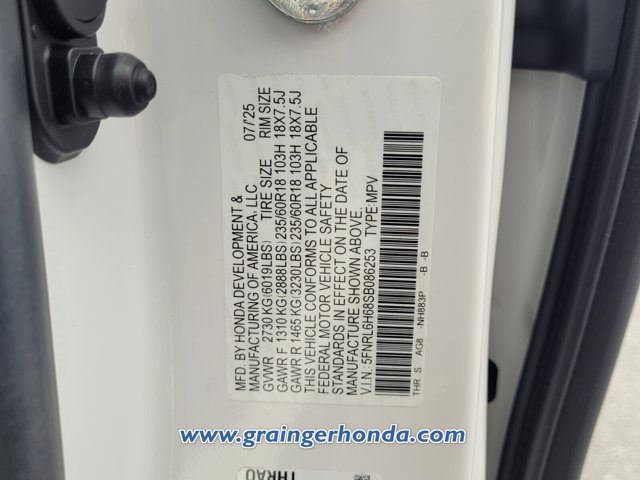 MFD. BY HONDA DEVELOPMENT & 07/25
MANUFACTURING OF AMERICA, LLC
GVWR 2730 KG (6019LBS) TIRE SIZE RIM SIZE
GAWR F 1310 KG (2888LBS) 235/60R18 103H 18X7.5J
GAWR R 1465 KG (3230LBS) 235/60R18 103H 18X7.5J
THIS VEHICLE CONFORMS TO ALL APPLICABLE
FEDERAL MOTOR VEHICLE SAFETY
STANDARDS IN EFFECT ON THE DATE OF
MANUFACTURE SHOWN ABOVE.
V.I.N: 5FNRL6H68SB086253 TYPE:MPV
THR S AG8 -NH883P -B -B
THRA0
www.graingerhonda.com